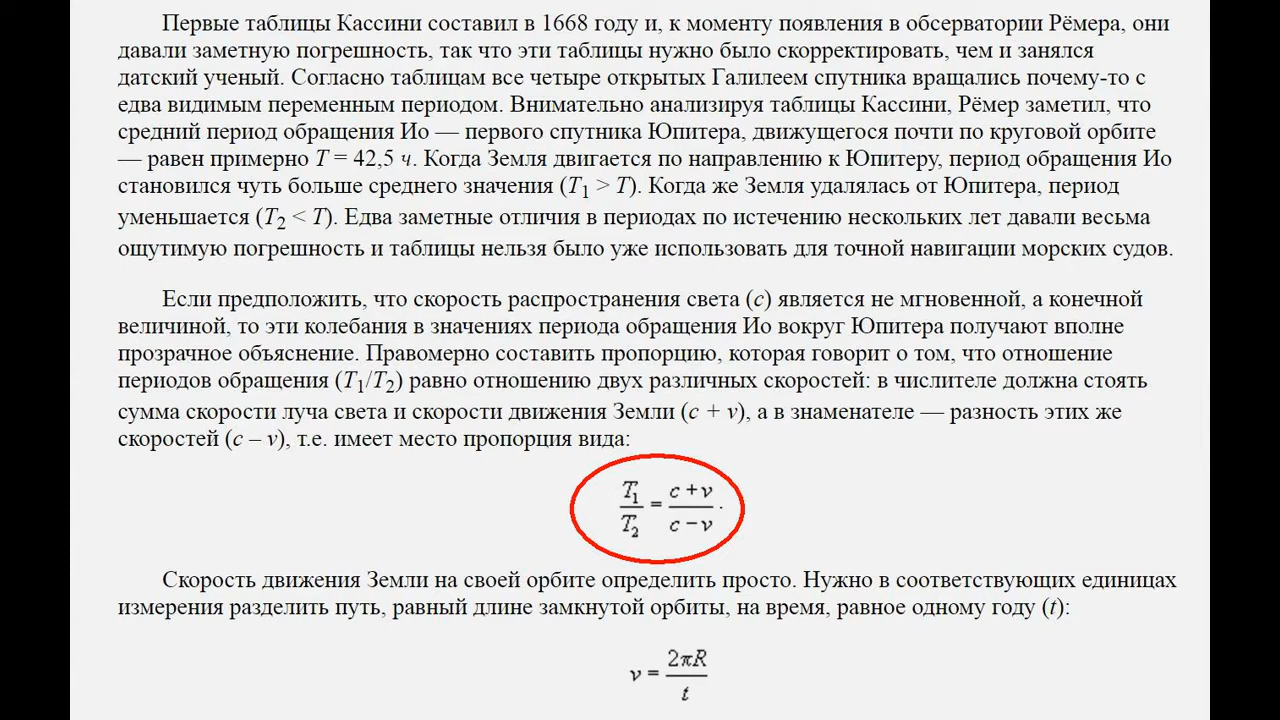 Первые таблицы Кассини составил в 1668 году и, к моменту появления в обсерватории Рёмера, они
давали заметную погрешность, так что эти таблицы нужно было скорректировать, чем и занялся
датский ученый. Согласно таблицам все четыре открытых Галилеем спутника вращались почему-то с
едва видимым переменным периодом. Внимательно анализируя таблицы Кассини, Рёмер заметил, что
средний период обращения Ио — первого спутника Юпитера, движущегося почти по круговой орбите
— равен примерно T = 42,5 ч. Когда Земля двигается по направлению к Юпитеру, период обращения Ио
становился чуть больше среднего значения (T1 > T). Когда же Земля удалялась от Юпитера, период
уменьшается (T2 < T). Едва заметные отличия в периодах по истечению нескольких лет давали весьма
ощутимую погрешность и таблицы нельзя было уже использовать для точной навигации морских судов.
Если предположить, что скорость распространения света (c) является не мгновенной, а конечной
величиной, то эти колебания в значениях периода обращения Ио вокруг Юпитера получают вполне
прозрачное объяснение. Правомерно составить пропорцию, которая говорит о том, что отношение
периодов обращения (T1/T2) равно отношению двух различных скоростей: в числителе должна стоять
сумма скорости луча света и скорости движения Земли (c + v), а в знаменателе — разность этих же
скоростей (c – v), т.е. имеет место пропорция вида:
T1/T2 = (c + v)/(c − v).
Скорость движения Земли на своей орбите определить просто. Нужно в соответствующих единицах
измерения разделить путь, равный длине замкнутой орбиты, на время, равное одному году (t):
v = 2πR/t